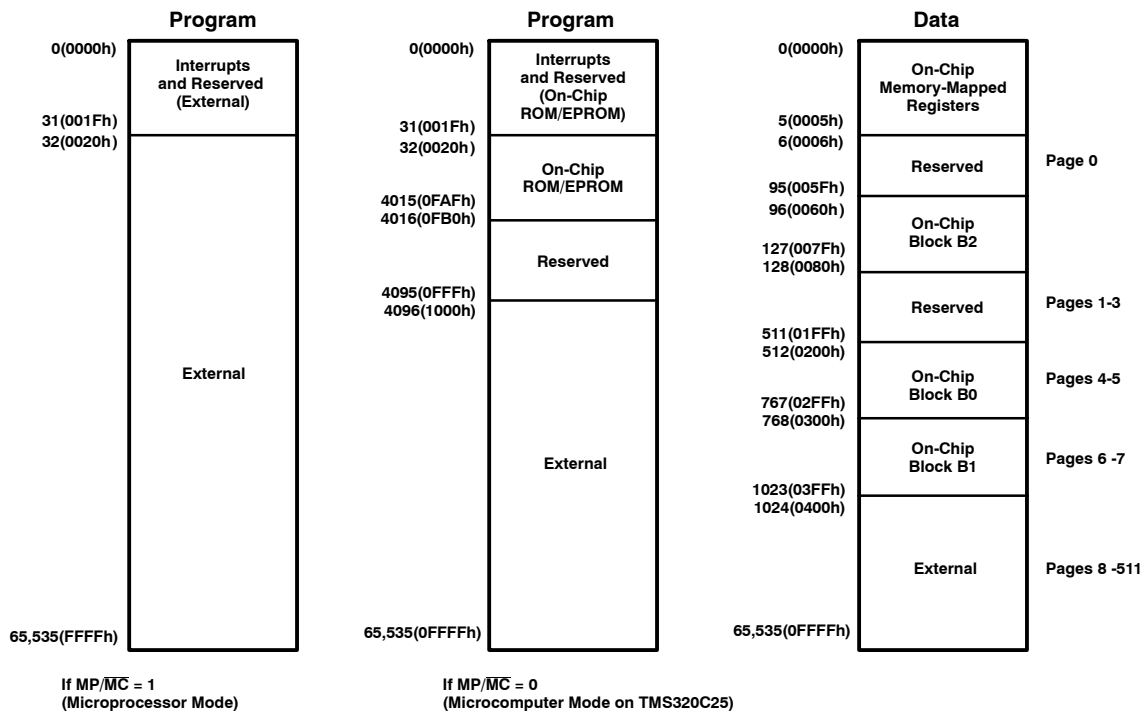 Program
0(0000h)
Interrupts
and Reserved
(External)
31(001Fh)
32(0020h)
External
65,535(FFFFh)
If MP/M̅C̅ = 1
(Microprocessor Mode)
Program
0(0000h)
Interrupts
and Reserved
(On-Chip
ROM/EPROM)
31(001Fh)
32(0020h)
On-Chip
ROM/EPROM
4015(0FAFh)
4016(0FB0h)
Reserved
4095(0FFFh)
4096(1000h)
External
65,535(0FFFFh)
If MP/M̅C̅ = 0
(Microcomputer Mode on TMS320C25)
Data
0(0000h)
On-Chip
Memory-Mapped
Registers
5(0005h)
6(0006h)
Reserved
Page 0
95(005Fh)
96(0060h)
On-Chip
Block B2
127(007Fh)
128(0080h)
Reserved
Pages 1-3
511(01FFh)
512(0200h)
On-Chip
Block B0
Pages 4-5
767(02FFh)
768(0300h)
On-Chip
Block B1
Pages 6 -7
1023(03FFh)
1024(0400h)
External
Pages 8 -511
65,535(0FFFFh)